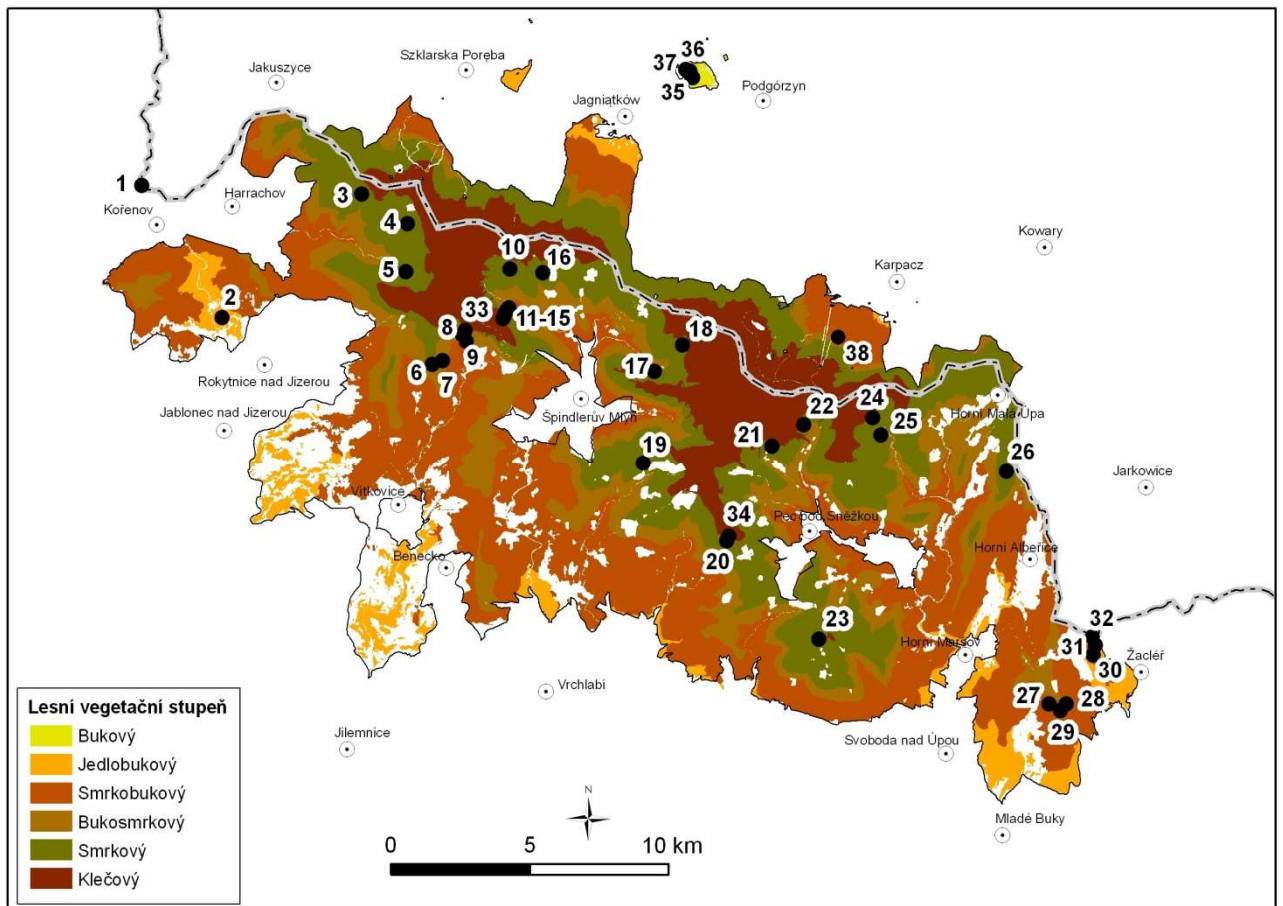 36
37
35
Szklarska Poręba
Jakuszyce
Podgórzyn
Jagniątków
1
3
Harrachov
Kořenov
4
Kowary
10
16
5
Karpacz
2
8
33
11-15
18
38
9
6
7
17
Rokytnice nad Jizerou
24
Horní Malá Úpa
Špindlerův Mlýn
22
25
Jablonec nad Jizerou
21
19
26
Jarkowice
Vítkovice
34
Pec pod Sněžkou
20
Horní Albeřice
Benecko
23
32
31
Horní Maršov
30
Žacléř
Vrchlabí
27
28
29
Jilemnice
Svoboda nad Úpou
Mladé Buky
N
0 5 10 km
Lesní vegetační stupeň
Bukový
Jedlobukový
Smrkobukový
Bukosmrkový
Smrkový
Klečový